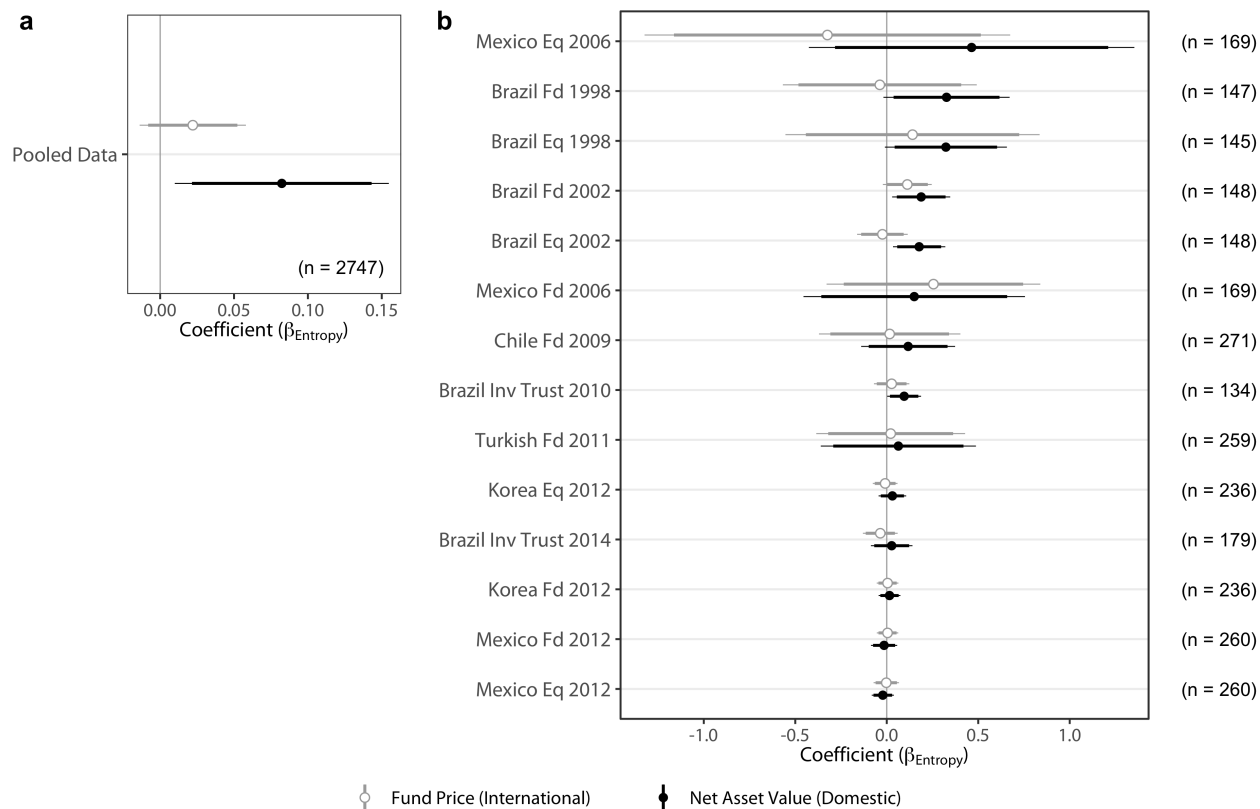 a
Pooled Data
(n = 2747)
0.00 0.05 0.10 0.15
Coefficient (βEntropy)
b
Mexico Eq 2006 (n = 169)
Brazil Fd 1998 (n = 147)
Brazil Eq 1998 (n = 145)
Brazil Fd 2002 (n = 148)
Brazil Eq 2002 (n = 148)
Mexico Fd 2006 (n = 169)
Chile Fd 2009 (n = 271)
Brazil Inv Trust 2010 (n = 134)
Turkish Fd 2011 (n = 259)
Korea Eq 2012 (n = 236)
Brazil Inv Trust 2014 (n = 179)
Korea Fd 2012 (n = 236)
Mexico Fd 2012 (n = 260)
Mexico Eq 2012 (n = 260)
-1.0 -0.5 0.0 0.5 1.0
Coefficient (βEntropy)
Fund Price (International) Net Asset Value (Domestic)